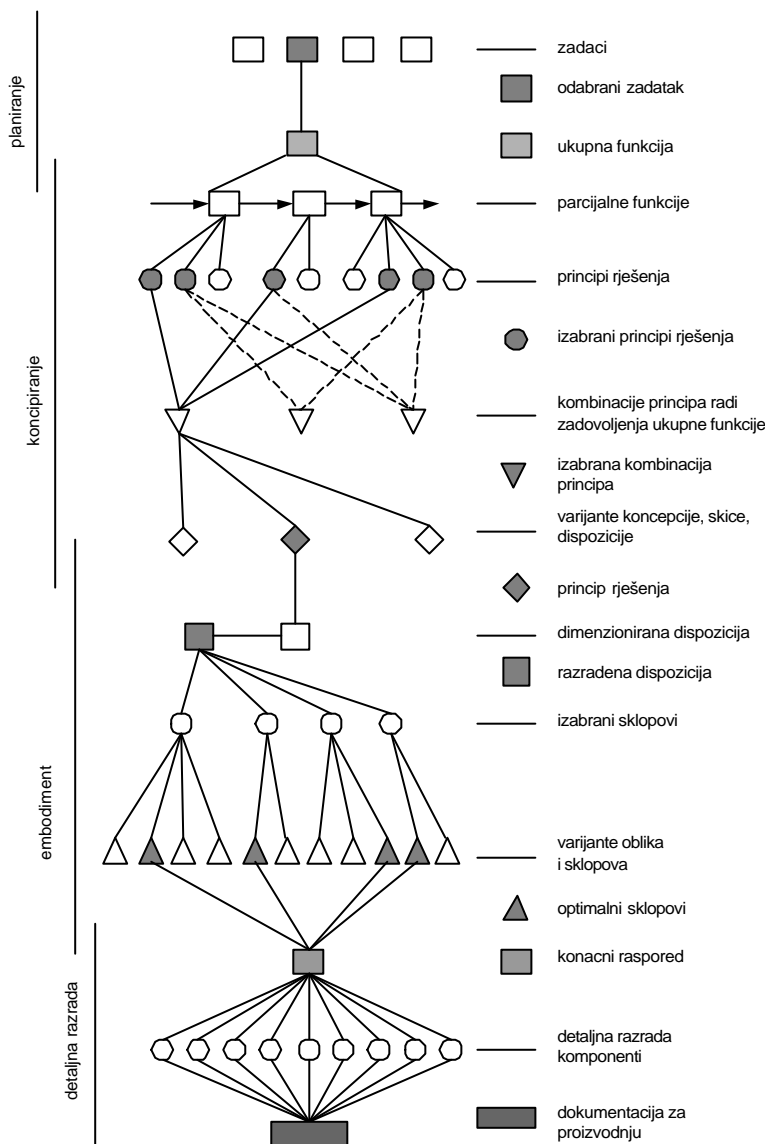 planiranje
koncipiranje
embodiment
detaljna razrada
zadaci
odabrani zadatak
ukupna funkcija
parcijalne funkcije
principi rješenja
izabrani principi rješenja
kombinacije principa radi
zadovoljenja ukupne funkcije
izabrana kombinacija
principa
varijante koncepcije, skice,
dispozicije
princip rješenja
dimenzionirana dispozicija
razradena dispozicija
izabrani sklopovi
varijante oblika
i sklopova
optimalni sklopovi
konacni raspored
detaljna razrada
komponenti
dokumentacija za
proizvodnju